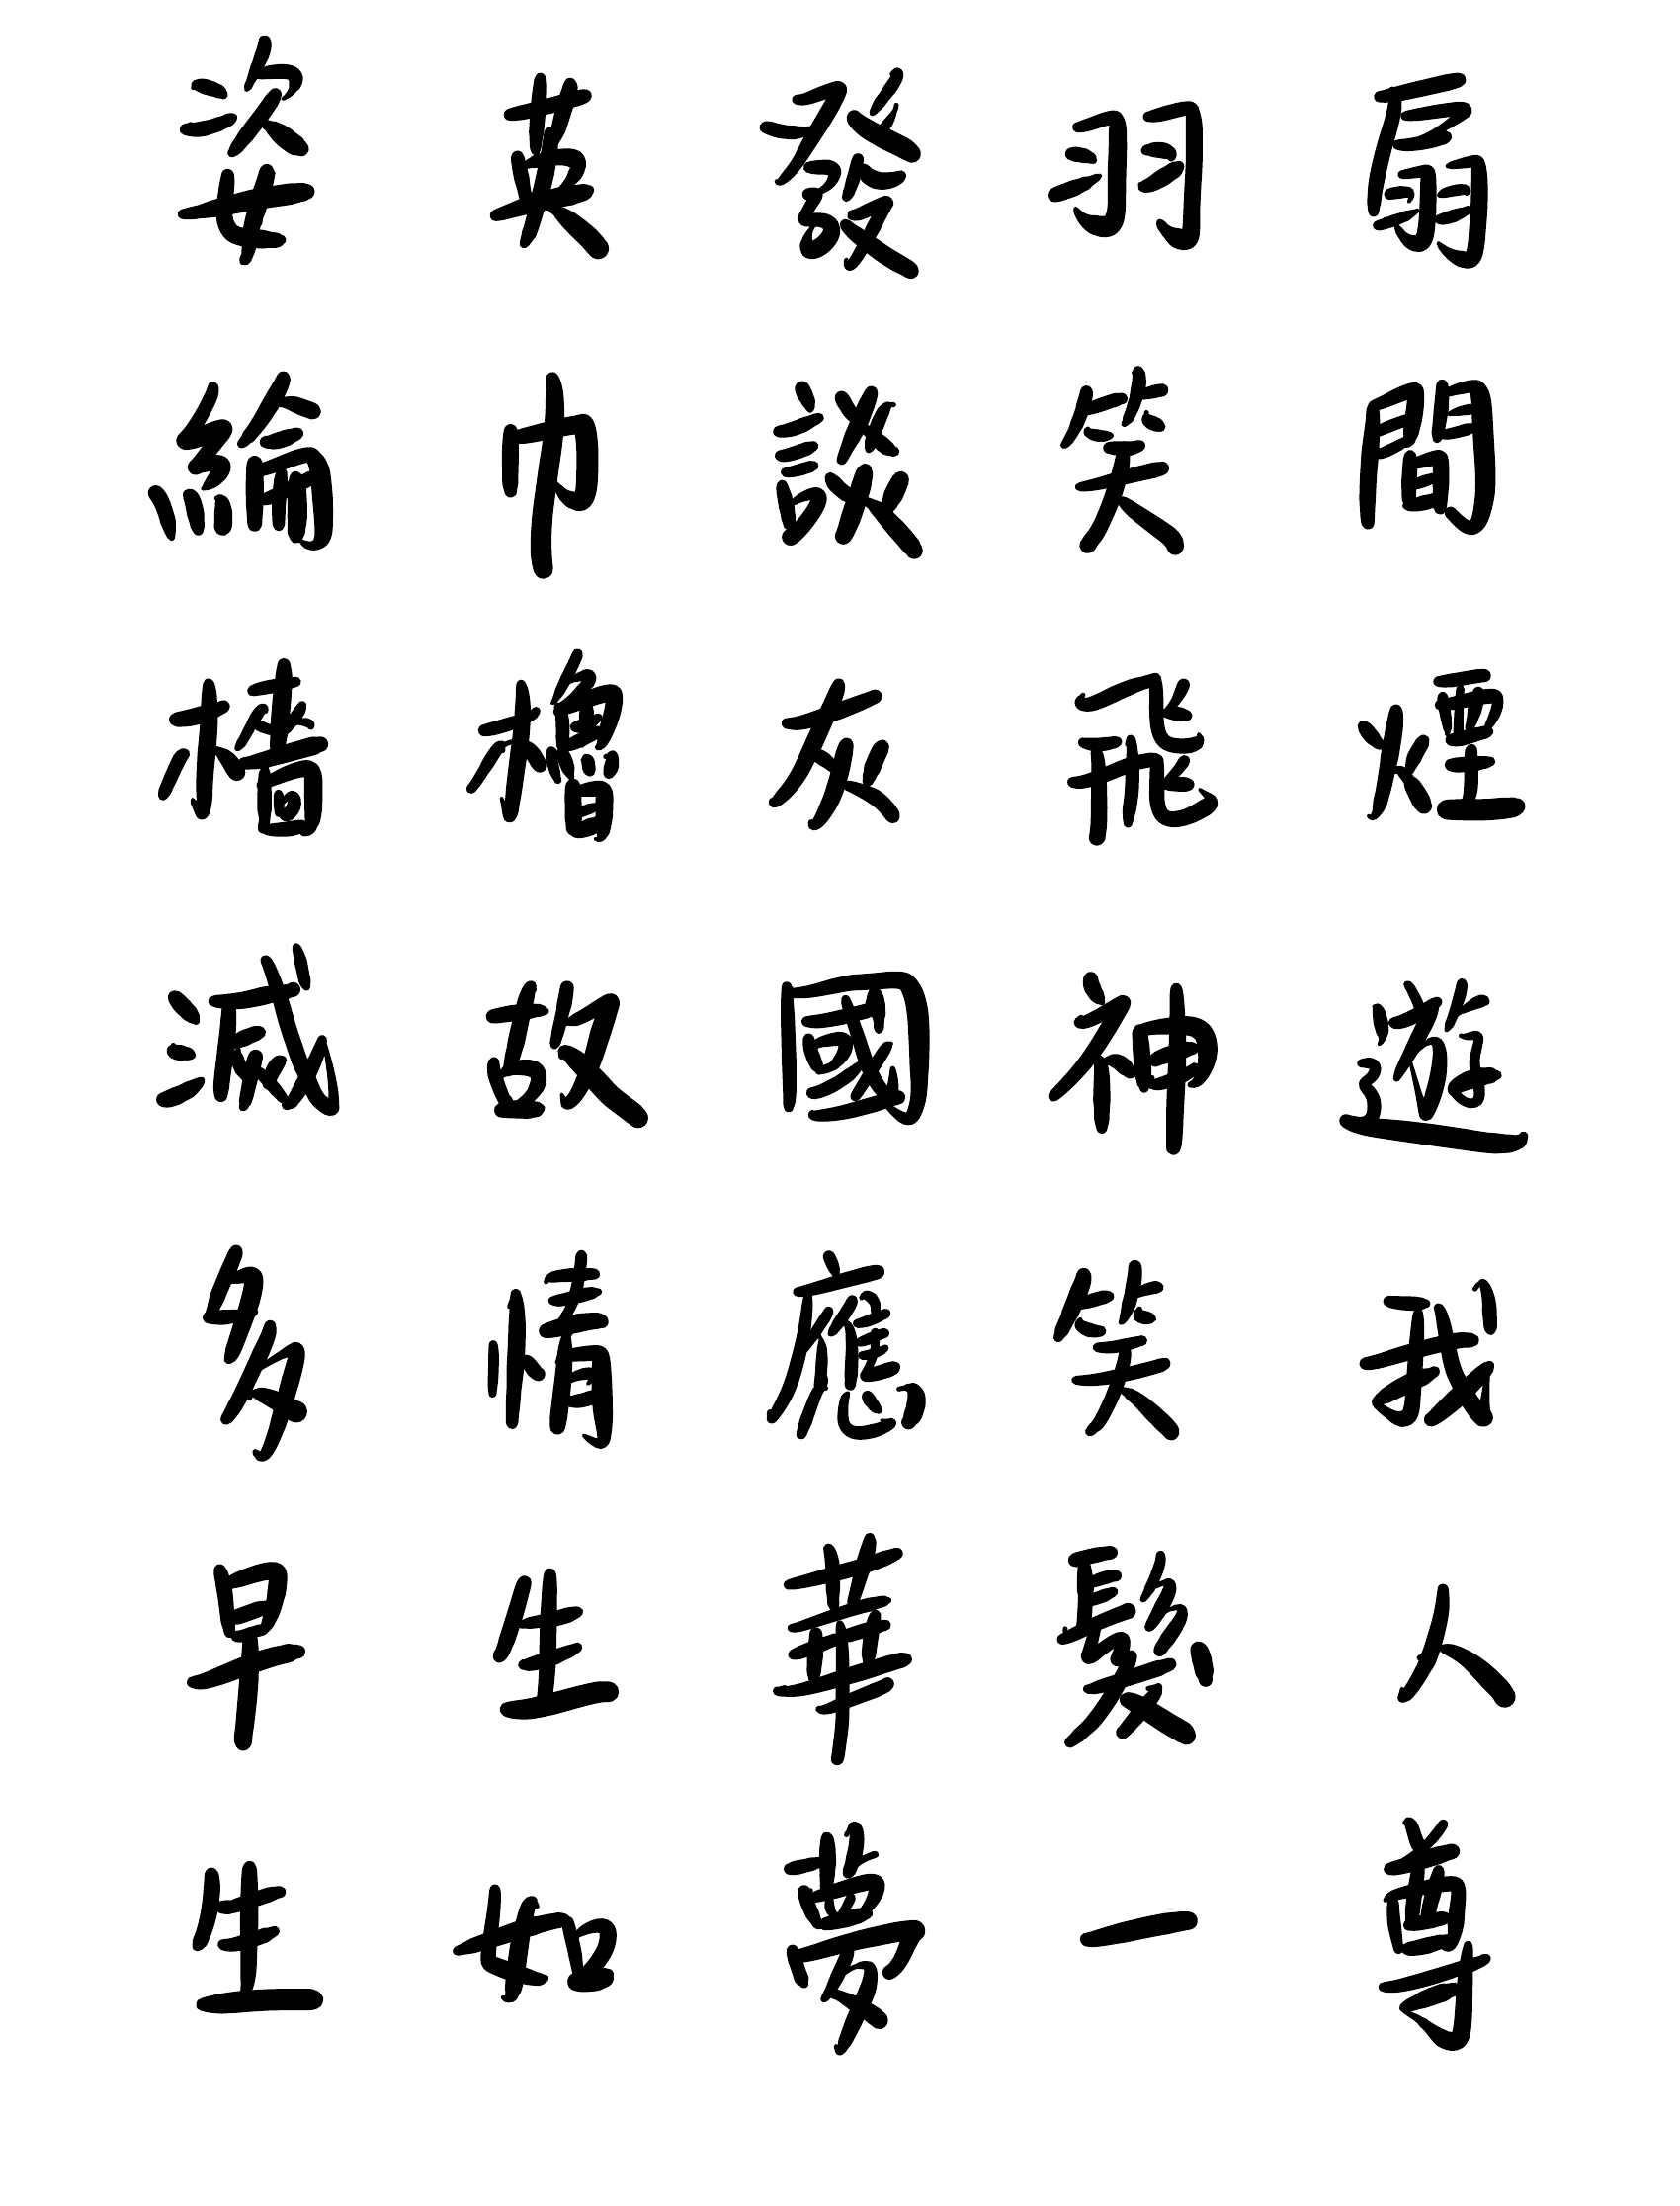 姿英發羽扇
綸巾談笑間
檣櫓灰飛煙
滅故國神遊
多情應笑我
早生華髮人
生如夢一尊